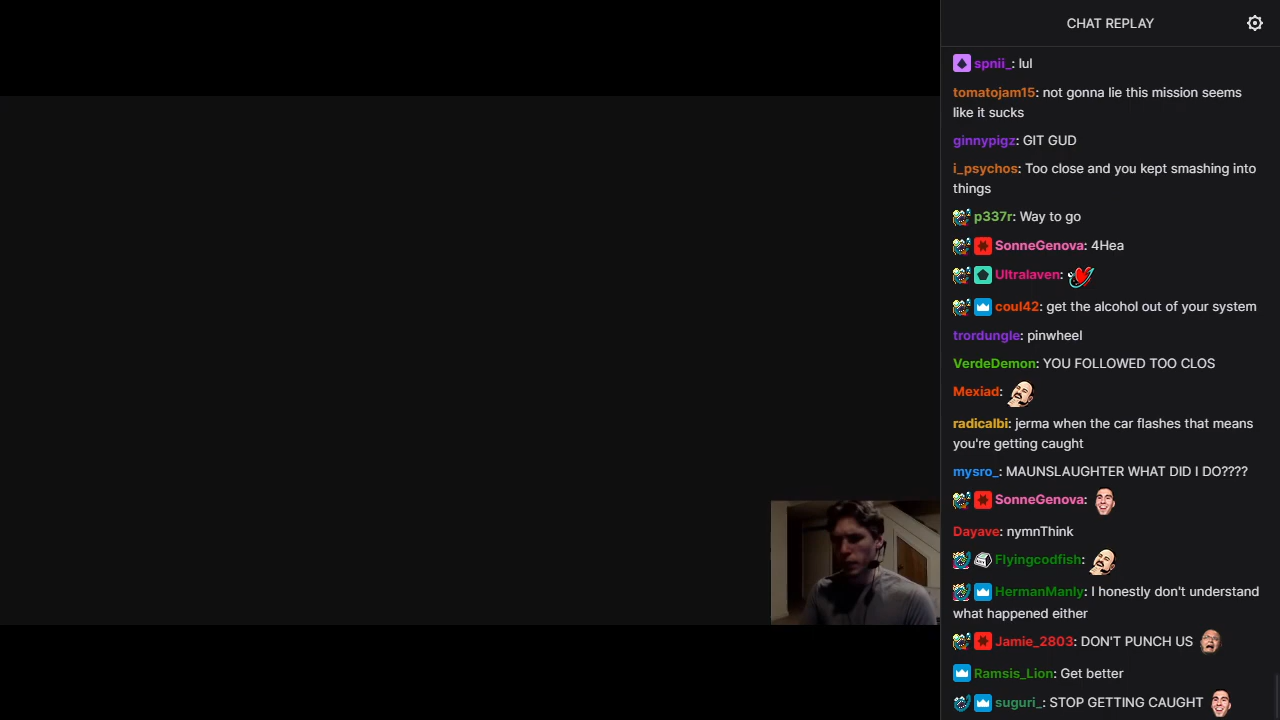 CHAT REPLAY
spnii_: lul
tomatojam15: not gonna lie this mission seems
like it sucks
ginnypigz: GIT GUD
i_psychos: Too close and you kept smashing into
things
p337r: Way to go
SonneGenova: 4Hea
Ultralaven:
coul42: get the alcohol out of your system
trordungle: pinwheel
VerdeDemon: YOU FOLLOWED TOO CLOS
Mexiad:
radicalbi: jerma when the car flashes that means
you're getting caught
mysro_: MAUNSLAUGHTER WHAT DID I DO????
SonneGenova:
Dayave: nymnThink
Flyingcodfish:
HermanManly: I honestly don't understand
what happened either
Jamie_2803: DON'T PUNCH US
Ramsis_Lion: Get better
suguri_: STOP GETTING CAUGHT